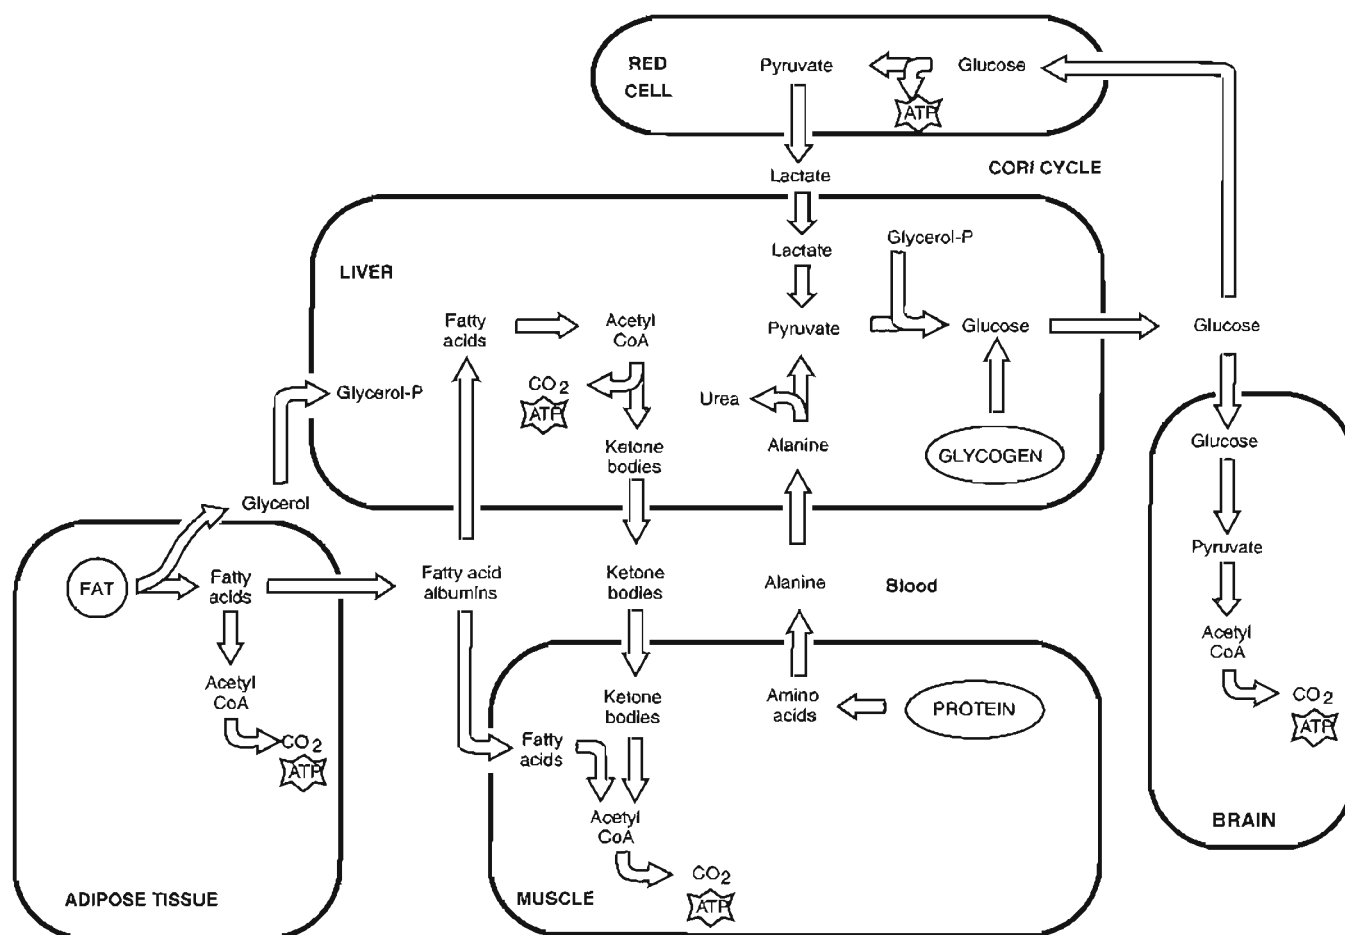 RED
CELL
Pyruvate
Glucose
ATP
CORI CYCLE
Lactate
LIVER
Lactate
Glycerol-P
Fatty
acids
Acetyl
CoA
Pyruvate
Glucose
Glucose
Glycerol-P
CO2
ATP
Urea
Ketone
bodies
Alanine
GLYCOGEN
Glucose
Glycerol
FAT
Fatty
acids
Fatty acid
albumins
Ketone
bodies
Alanine
Blood
Pyruvate
Acetyl
CoA
Acetyl
CoA
CO2
ATP
Ketone
bodies
Amino
acids
PROTEIN
CO2
ATP
Fatty
acids
Acetyl
CoA
BRAIN
CO2
ATP
ADIPOSE TISSUE
MUSCLE